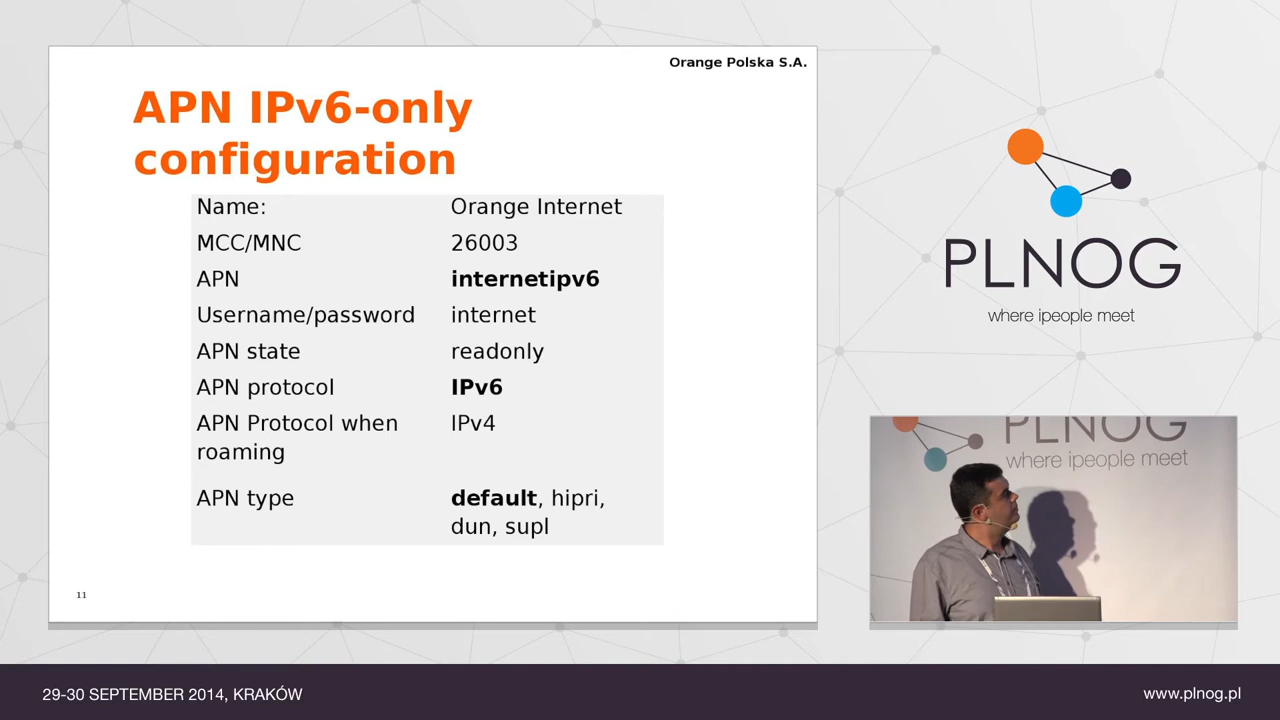 Orange Polska S.A.
APN IPv6-only
configuration
Name: Orange Internet
MCC/MNC 26003
APN internetipv6
Username/password internet
APN state readonly
APN protocol IPv6
APN Protocol when IPv4
roaming
APN type default, hipri,
dun, supl
11
PLNOG
where ipeople meet
PLNOG
where ipeople meet
29-30 SEPTEMBER 2014, KRAKÓW
www.plnog.pl